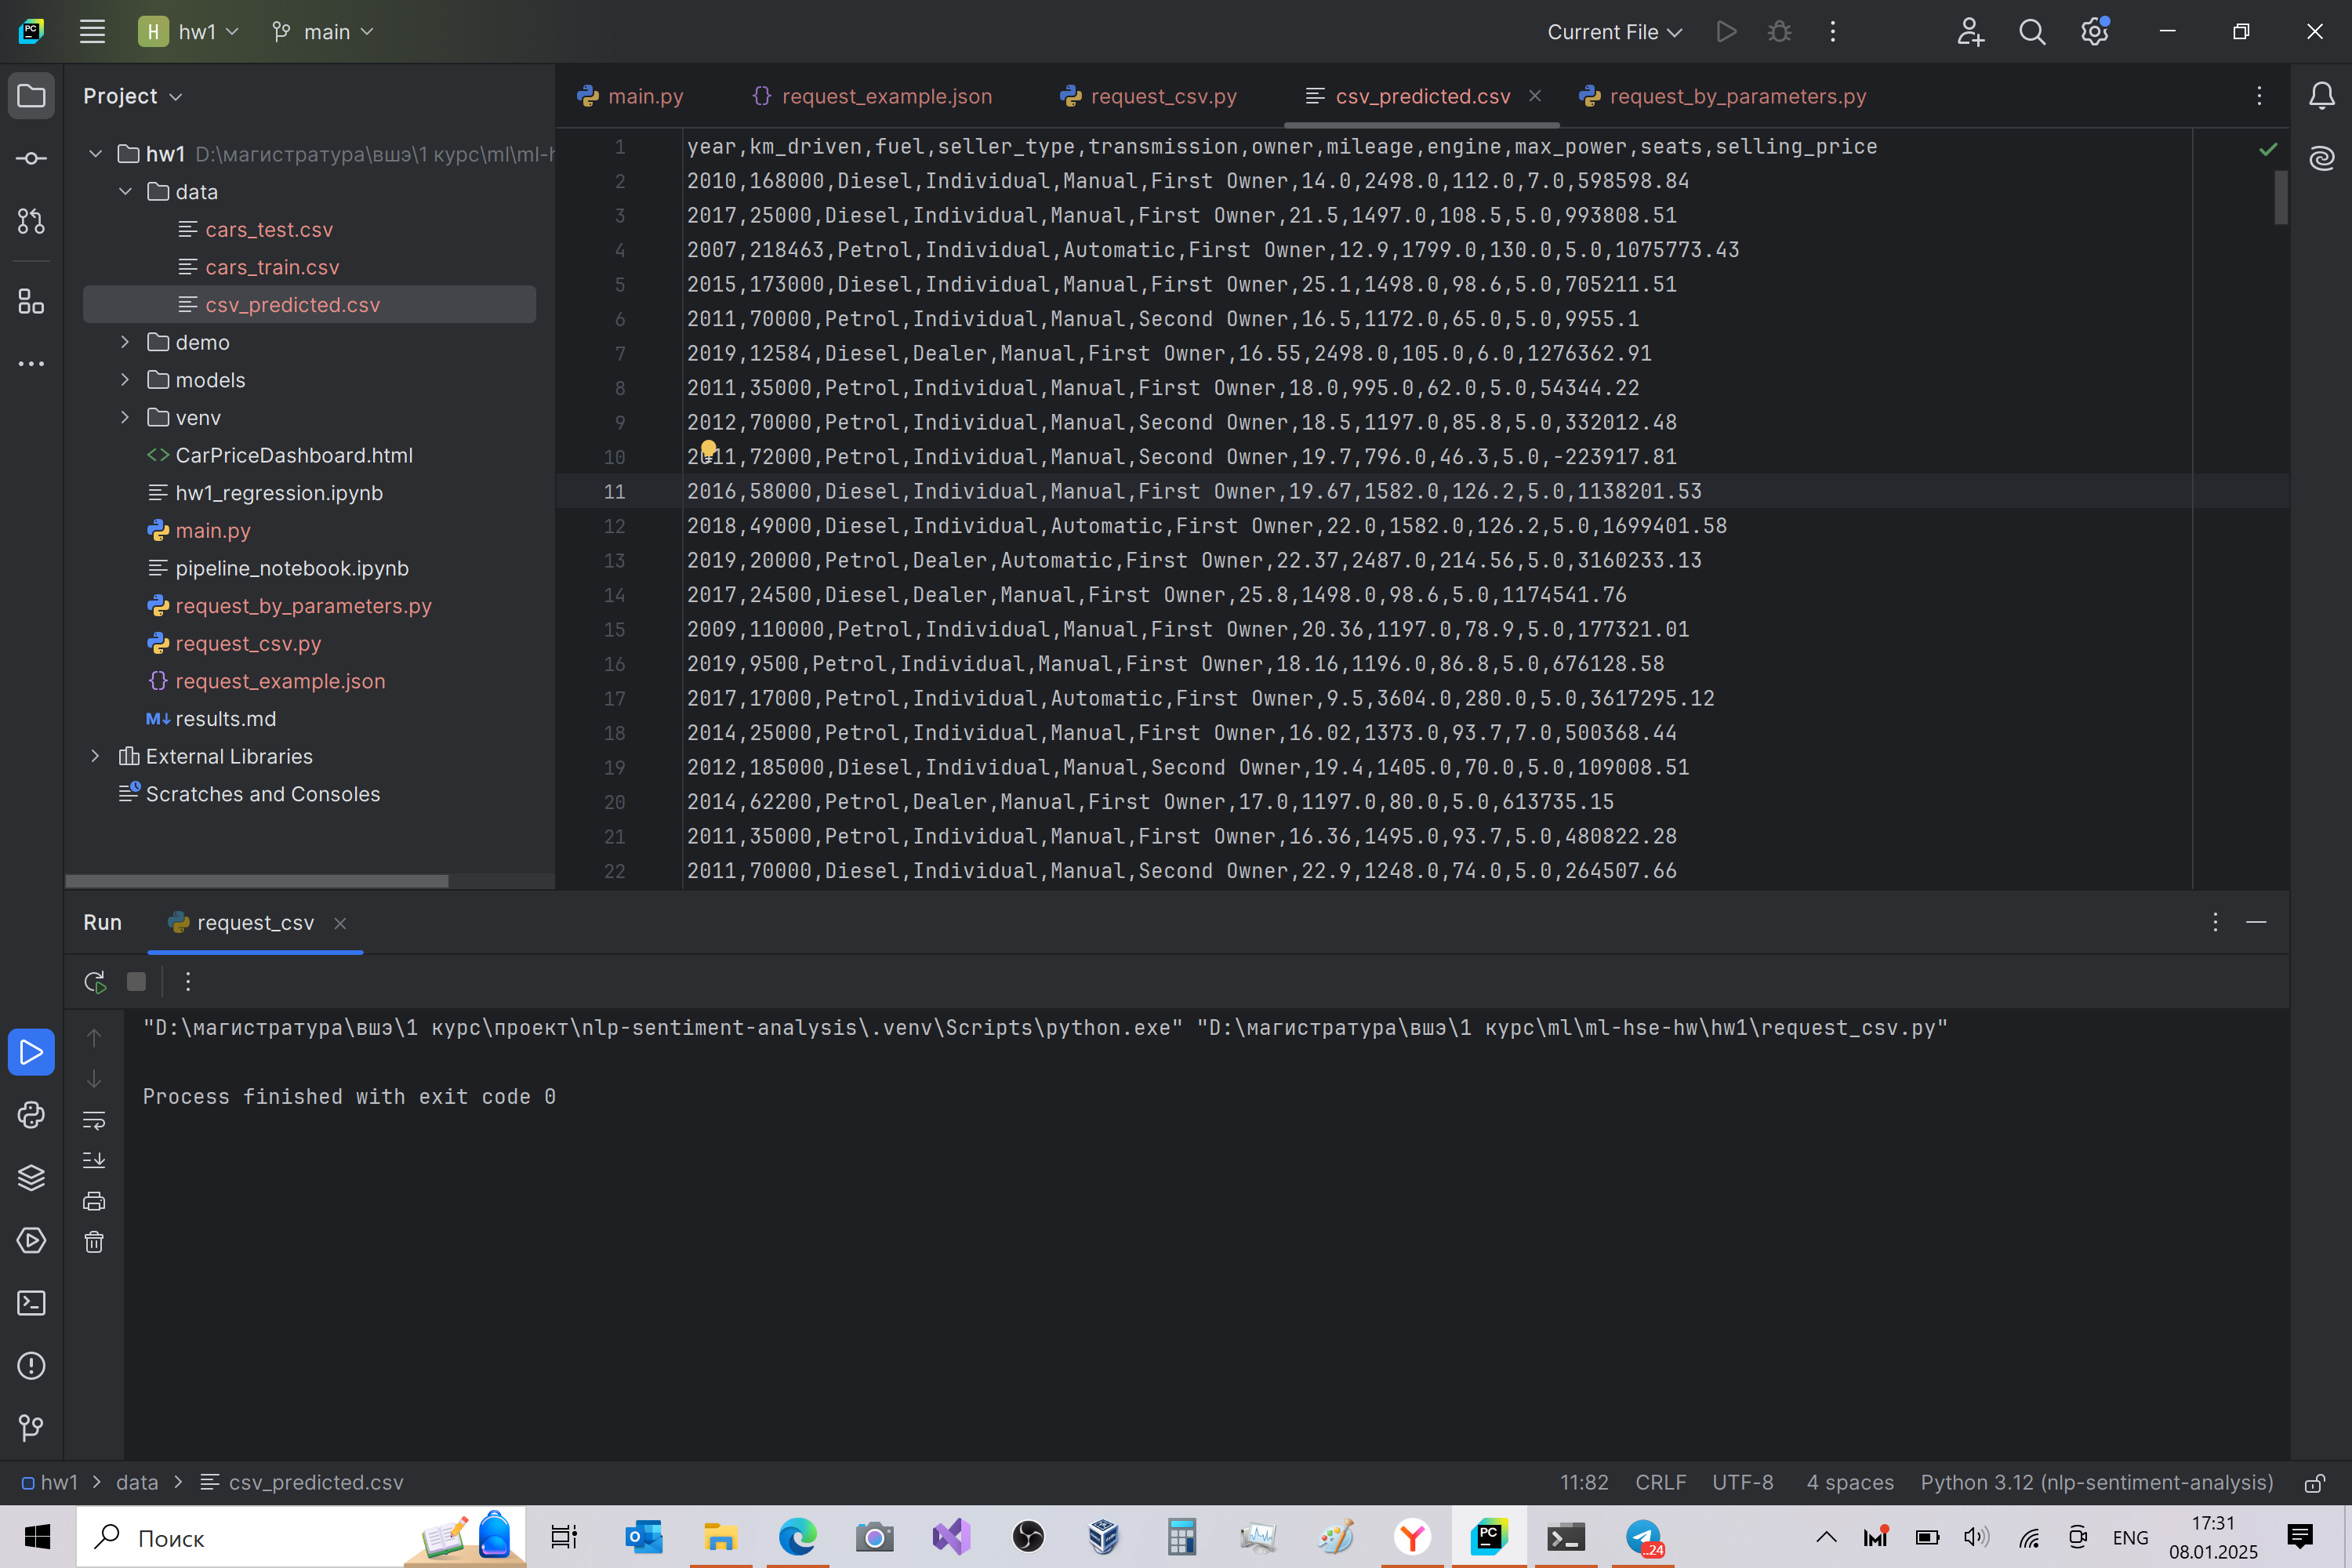 PC
H hw1 main Current File
Project
main.py request_example.json request_csv.py csv_predicted.csv request_by_parameters.py
hw1 D:\магистратура\вшэ\1 курс\ml\ml-h
data
cars_test.csv
cars_train.csv
csv_predicted.csv
demo
models
venv
CarPriceDashboard.html
hw1_regression.ipynb
main.py
pipeline_notebook.ipynb
request_by_parameters.py
request_csv.py
request_example.json
M↓ results.md
External Libraries
Scratches and Consoles
1 year,km_driven,fuel,seller_type,transmission,owner,mileage,engine,max_power,seats,selling_price
2 2010,168000,Diesel,Individual,Manual,First Owner,14.0,2498.0,112.0,7.0,598598.84
3 2017,25000,Diesel,Individual,Manual,First Owner,21.5,1497.0,108.5,5.0,993808.51
4 2007,218463,Petrol,Individual,Automatic,First Owner,12.9,1799.0,130.0,5.0,1075773.43
5 2015,173000,Diesel,Individual,Manual,First Owner,25.1,1498.0,98.6,5.0,705211.51
6 2011,70000,Petrol,Individual,Manual,Second Owner,16.5,1172.0,65.0,5.0,9955.1
7 2019,12584,Diesel,Dealer,Manual,First Owner,16.55,2498.0,105.0,6.0,1276362.91
8 2011,35000,Petrol,Individual,Manual,First Owner,18.0,995.0,62.0,5.0,54344.22
9 2012,70000,Petrol,Individual,Manual,Second Owner,18.5,1197.0,85.8,5.0,332012.48
10 2011,72000,Petrol,Individual,Manual,Second Owner,19.7,796.0,46.3,5.0,-223917.81
11 2016,58000,Diesel,Individual,Manual,First Owner,19.67,1582.0,126.2,5.0,1138201.53
12 2018,49000,Diesel,Individual,Automatic,First Owner,22.0,1582.0,126.2,5.0,1699401.58
13 2019,20000,Petrol,Dealer,Automatic,First Owner,22.37,2487.0,214.56,5.0,3160233.13
14 2017,24500,Diesel,Dealer,Manual,First Owner,25.8,1498.0,98.6,5.0,1174541.76
15 2009,110000,Petrol,Individual,Manual,First Owner,20.36,1197.0,78.9,5.0,177321.01
16 2019,9500,Petrol,Individual,Manual,First Owner,18.16,1196.0,86.8,5.0,676128.58
17 2017,17000,Petrol,Individual,Automatic,First Owner,9.5,3604.0,280.0,5.0,3617295.12
18 2014,25000,Petrol,Individual,Manual,First Owner,16.02,1373.0,93.7,7.0,500368.44
19 2012,185000,Diesel,Individual,Manual,Second Owner,19.4,1405.0,70.0,5.0,109008.51
20 2014,62200,Petrol,Dealer,Manual,First Owner,17.0,1197.0,80.0,5.0,613735.15
21 2011,35000,Petrol,Individual,Manual,First Owner,16.36,1495.0,93.7,5.0,480822.28
22 2011,70000,Diesel,Individual,Manual,Second Owner,22.9,1248.0,74.0,5.0,264507.66
Run request_csv
"D:\магистратура\вшэ\1 курс\проект\nlp-sentiment-analysis\.venv\Scripts\python.exe" "D:\магистратура\вшэ\1 курс\ml\ml-hse-hw\hw1\request_csv.py"
Process finished with exit code 0
hw1 > data > csv_predicted.csv 11:82 CRLF UTF-8 4 spaces Python 3.12 (nlp-sentiment-analysis)
Поиск ..24 ENG 17:31
08.01.2025